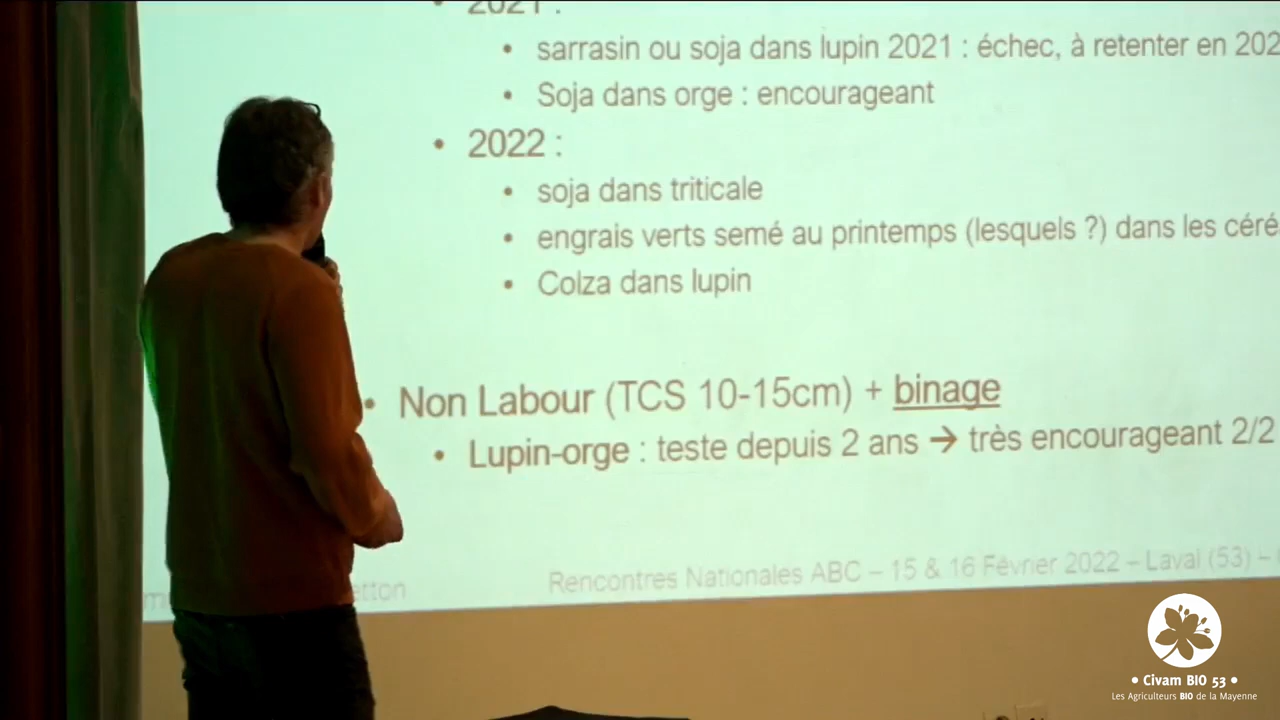 2021 :
• sarrasin ou soja dans lupin 2021 : échec, à retenter en 202
• Soja dans orge : encourageant
• 2022 :
• soja dans triticale
• engrais verts semé au printemps (lesquels ?) dans les céré
• Colza dans lupin
• Non Labour (TCS 10-15cm) + binage
• Lupin-orge : teste depuis 2 ans → très encourageant 2/2
etton
Rencontres Nationales ABC – 15 & 16 Février 2022 – Laval (53) –
• Civam BIO 53 •
Les Agriculteurs BIO de la Mayenne